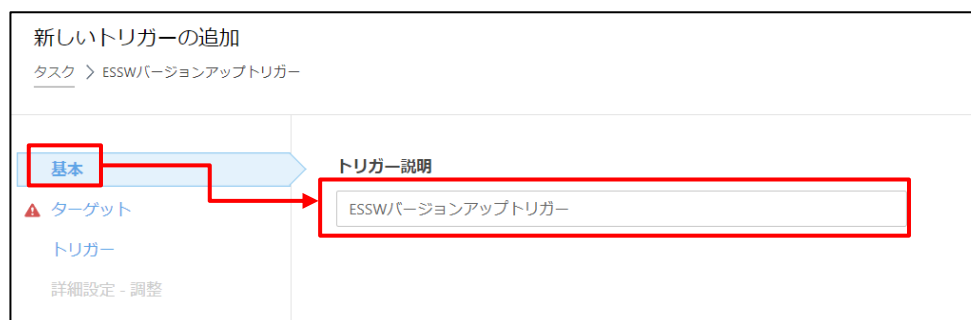 新しいトリガーの追加
タスク > ESSWバージョンアップトリガー
基本
トリガー説明
ESSWバージョンアップトリガー
ターゲット
トリガー
詳細設定 - 調整